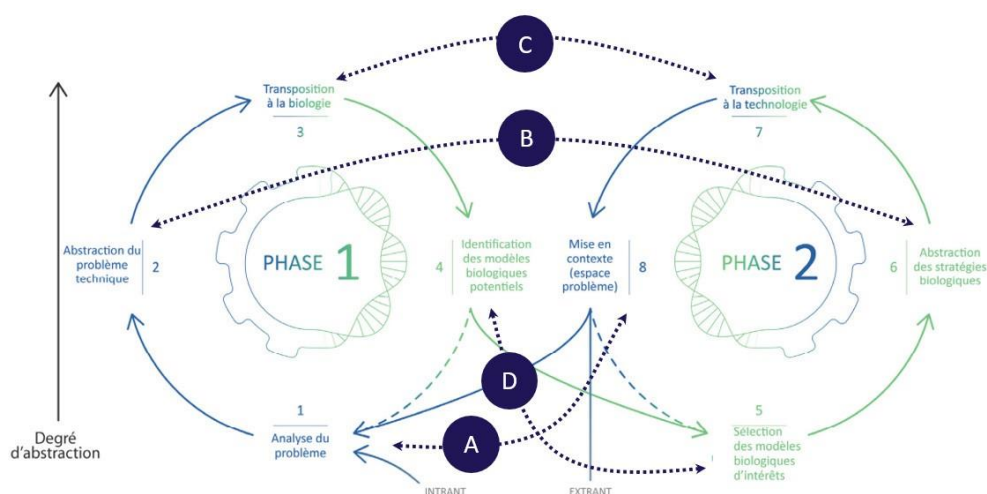 C
Transposition
à la biologie
3
Transposition
à la technologie
7
B
Abstraction du
problème
technique
2
PHASE 1
4
Identification
des modèles
biologiques
potentiels
Mise en
contexte
(espace
problème)
8
PHASE 2
6
Abstraction
des stratégies
biologiques
D
1
Analyse du
problème
A
5
Sélection
des modèles
biologiques
d'intérêts
Degré
d'abstraction
INTRANT
EXTRANT